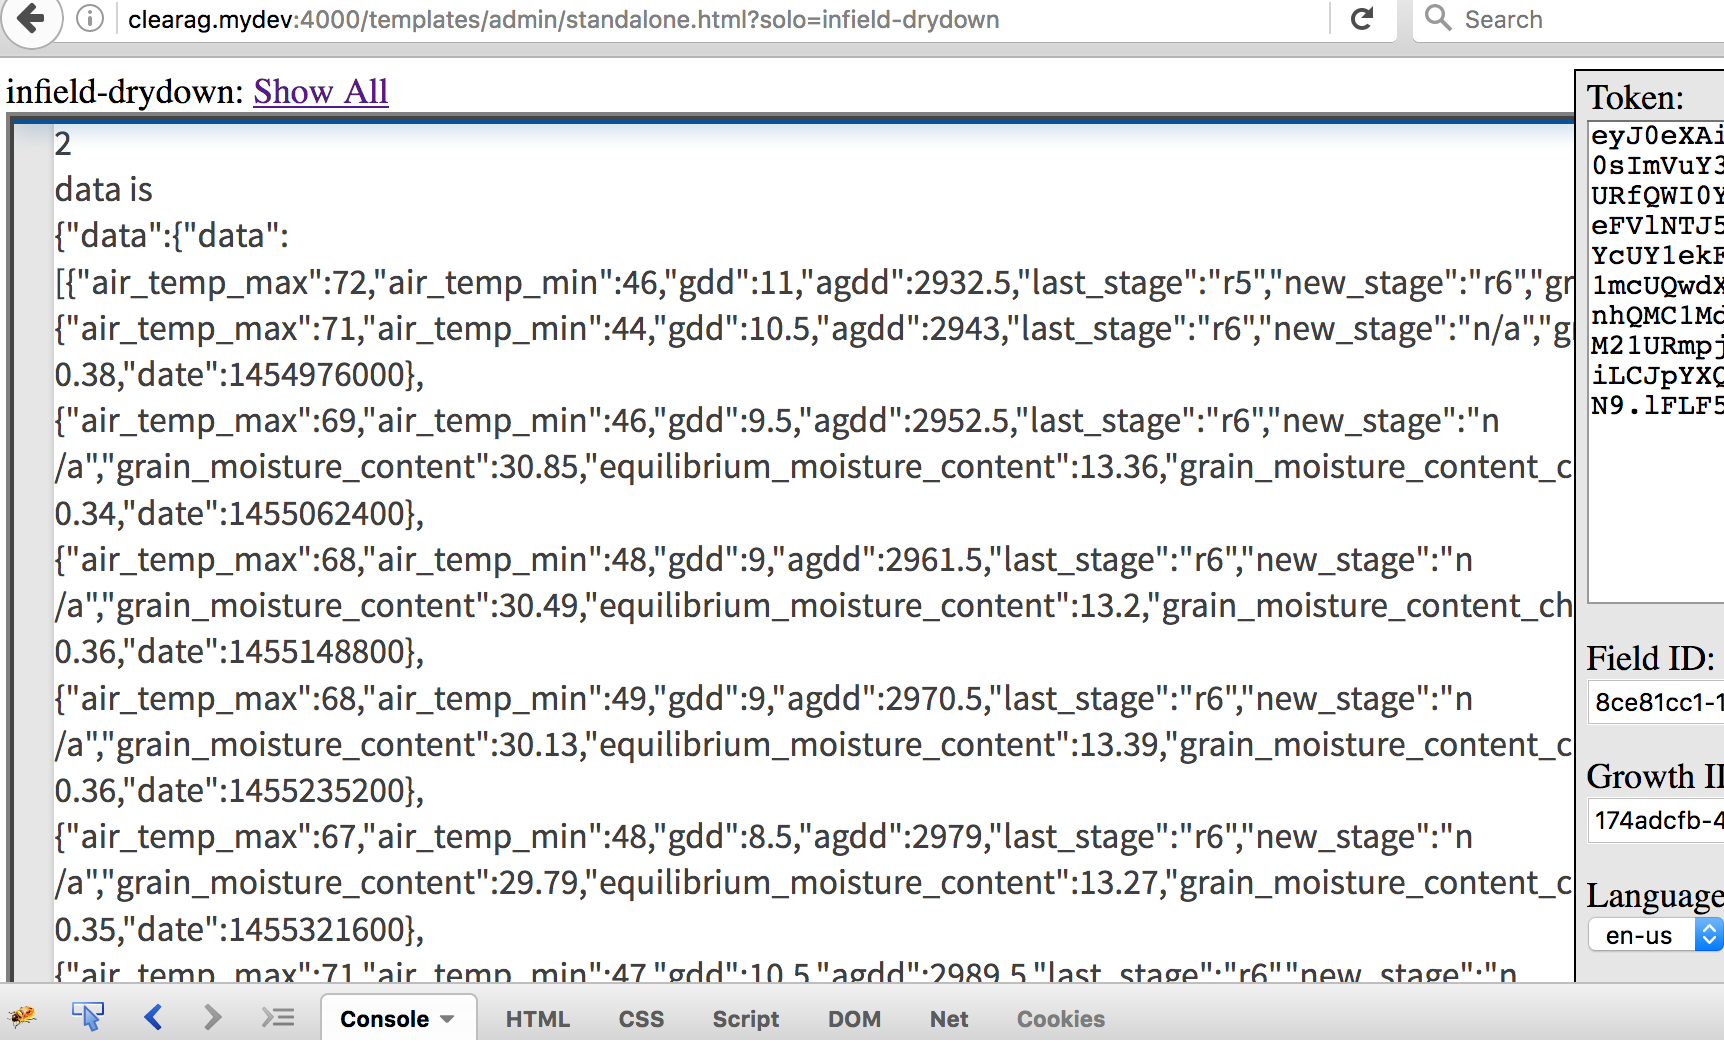 clearag.mydev:4000/templates/admin/standalone.html?solo=infield-drydown
Search
infield-drydown: Show All
2
data is
{"data":{"data":
[{"air_temp_max":72,"air_temp_min":46,"gdd":11,"agdd":2932.5,"last_stage":"r5","new_stage":"r6","gr
{"air_temp_max":71,"air_temp_min":44,"gdd":10.5,"agdd":2943,"last_stage":"r6","new_stage":"n/a","g
0.38,"date":1454976000},
{"air_temp_max":69,"air_temp_min":46,"gdd":9.5,"agdd":2952.5,"last_stage":"r6","new_stage":"n
/a","grain_moisture_content":30.85,"equilibrium_moisture_content":13.36,"grain_moisture_content_c
0.34,"date":1455062400},
{"air_temp_max":68,"air_temp_min":48,"gdd":9,"agdd":2961.5,"last_stage":"r6","new_stage":"n
/a","grain_moisture_content":30.49,"equilibrium_moisture_content":13.2,"grain_moisture_content_ch
0.36,"date":1455148800},
{"air_temp_max":68,"air_temp_min":49,"gdd":9,"agdd":2970.5,"last_stage":"r6","new_stage":"n
/a","grain_moisture_content":30.13,"equilibrium_moisture_content":13.39,"grain_moisture_content_c
0.36,"date":1455235200},
{"air_temp_max":67,"air_temp_min":48,"gdd":8.5,"agdd":2979,"last_stage":"r6","new_stage":"n
/a","grain_moisture_content":29.79,"equilibrium_moisture_content":13.27,"grain_moisture_content_c
0.35,"date":1455321600},
{"air_temp_max":71,"air_temp_min":47,"gdd":10.5,"agdd":2989.5,"last_stage":"r6","new_stage":"n
Token:
eyJ0eXAi
0sImVuY3
URfQWI0Y
eFVlNTJ5
YcUY1ekF
1mcUQwdX
nhQMC1Md
M21URmpj
iLCJpYXQ
N9.lFLF5
Field ID:
8ce81cc1-1
Growth ID
174adcfb-4
Language
en-us
Console
HTML
CSS
Script
DOM
Net
Cookies